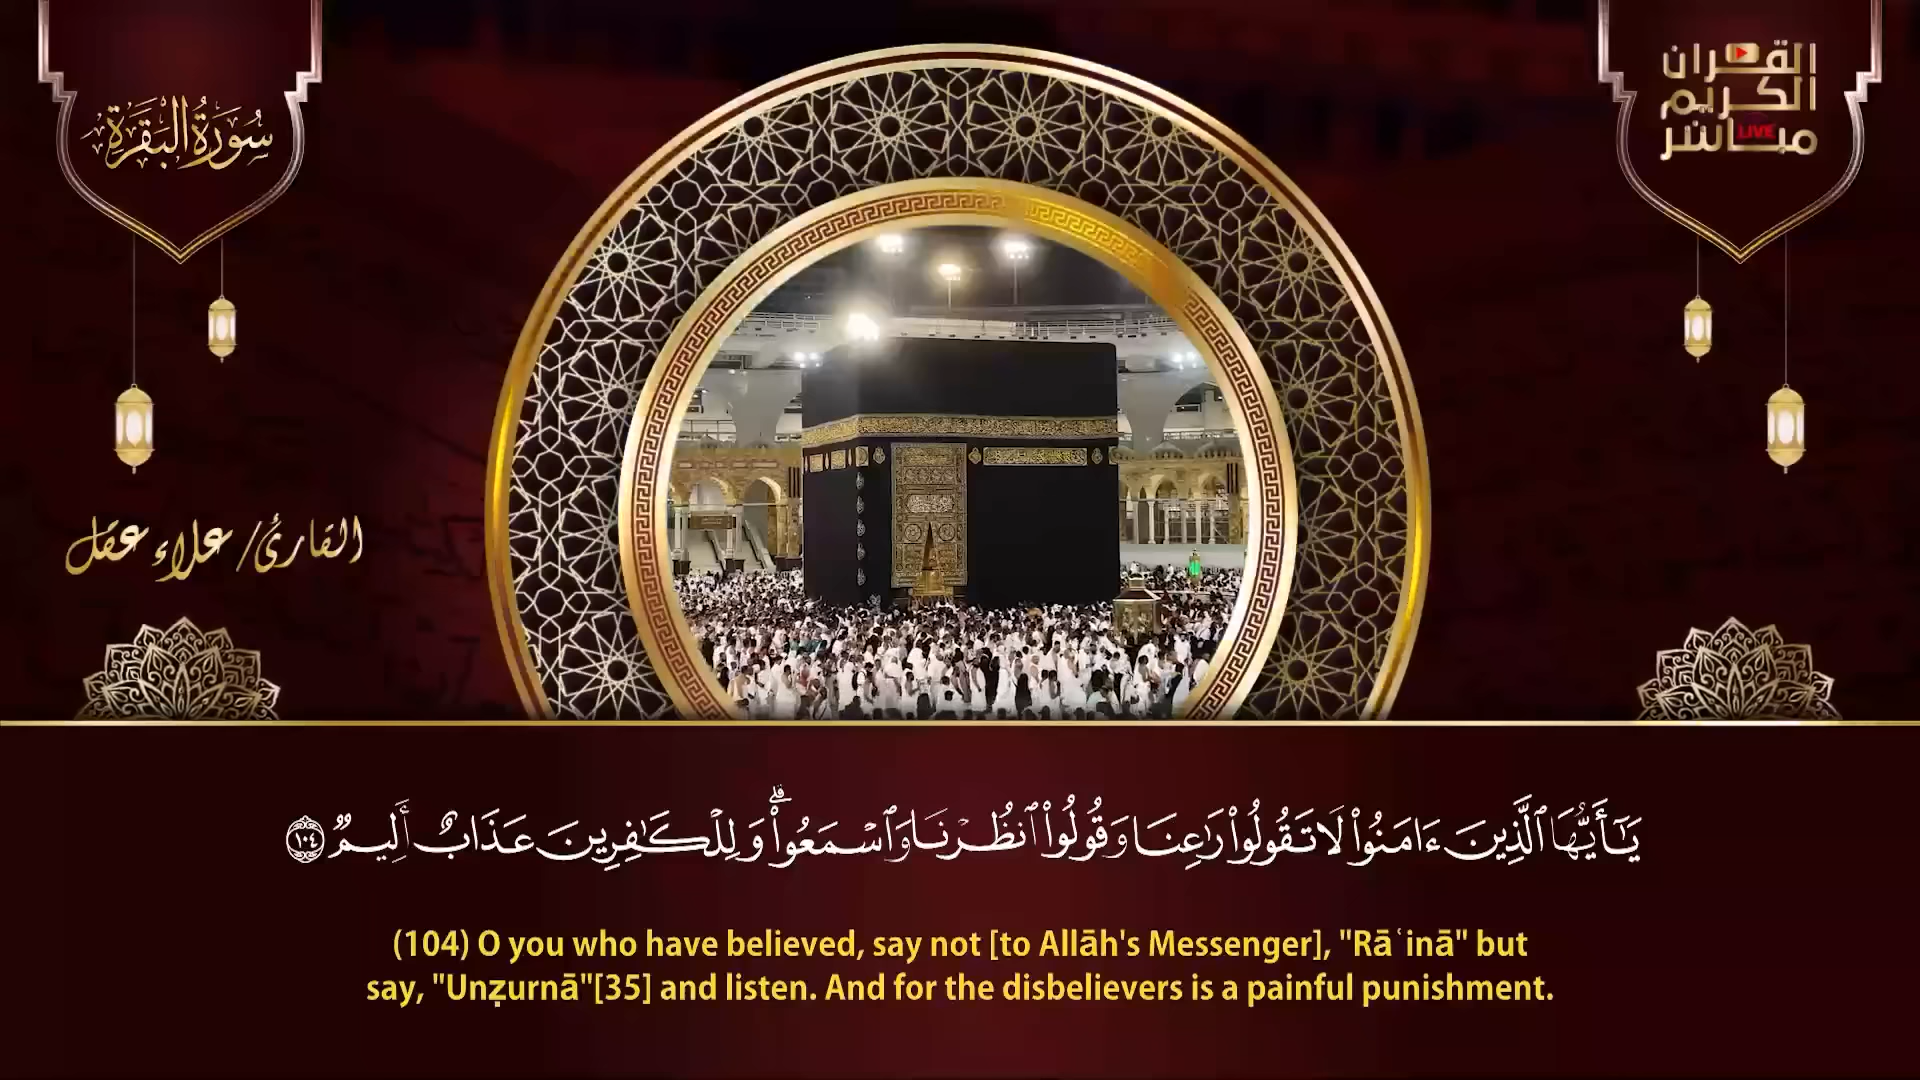 سُورَةُ البَقَرَةِ
القرآن
الكريم
مباشر
LIVE
القارئ/ علاء عقل
يَـٰٓأَيُّهَا ٱلَّذِينَ ءَامَنُوا۟ لَا تَقُولُوا۟ رَٰعِنَا وَقُولُوا۟ ٱنظُرْنَا وَٱسْمَعُوا۟ ۗ وَلِلْكَـٰفِرِينَ عَذَابٌ أَلِيمٌ ١٠٤
(104) O you who have believed, say not [to Allāh's Messenger], "Rāʿinā" but
say, "Unẓurnā"[35] and listen. And for the disbelievers is a painful punishment.